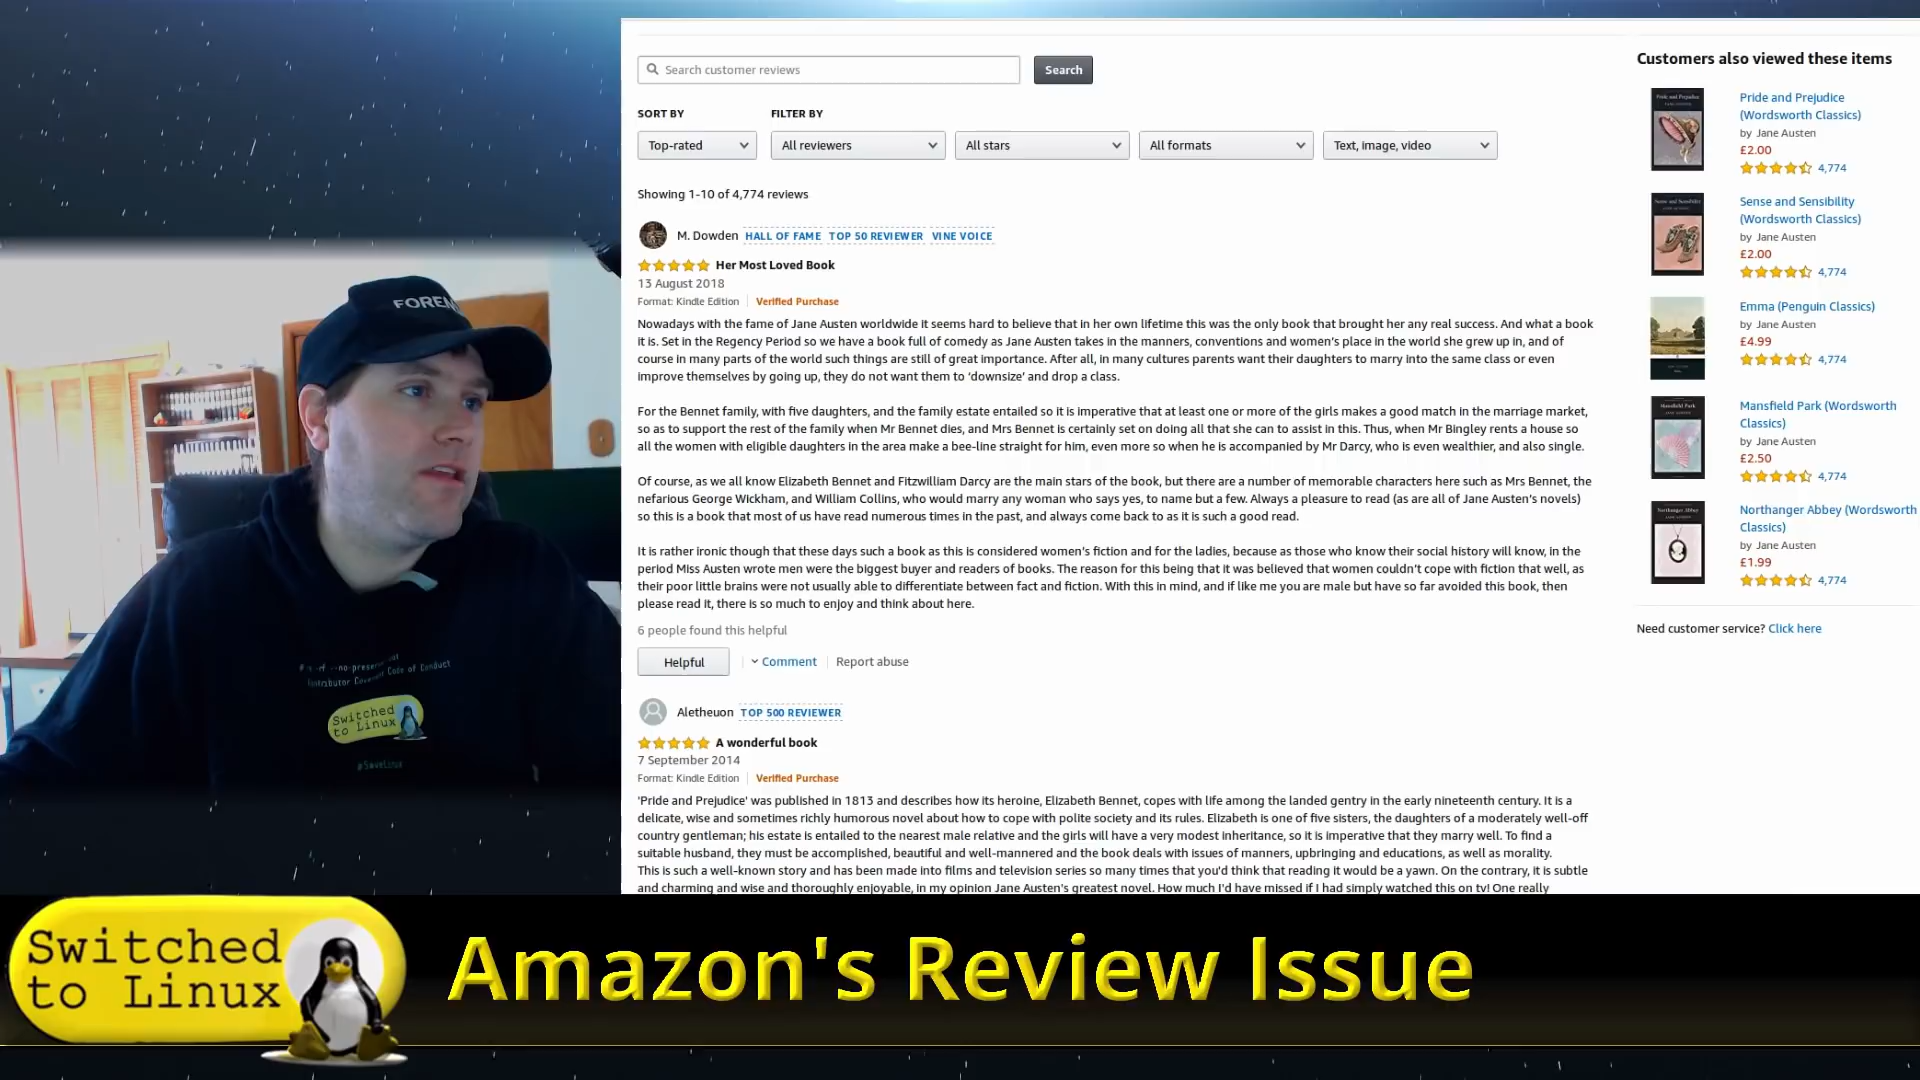 Search customer reviews
Search
SORT BY
FILTER BY
Top-rated
All reviewers
All stars
All formats
Text, image, video
Showing 1-10 of 4,774 reviews
M. Dowden HALL OF FAME TOP 50 REVIEWER VINE VOICE
Her Most Loved Book
13 August 2018
Format: Kindle Edition | Verified Purchase
Nowadays with the fame of Jane Austen worldwide it seems hard to believe that in her own lifetime this was the only book that brought her any real success. And what a book
it is. Set in the Regency Period so we have a book full of comedy as Jane Austen takes in the manners, conventions and women's place in the world she grew up in, and of
course in many parts of the world such things are still of great importance. After all, in many cultures parents want their daughters to marry into the same class or even
improve themselves by going up, they do not want them to 'downsize' and drop a class.
For the Bennet family, with five daughters, and the family estate entailed so it is imperative that at least one or more of the girls makes a good match in the marriage market,
so as to support the rest of the family when Mr Bennet dies, and Mrs Bennet is certainly set on doing all that she can to assist in this. Thus, when Mr Bingley rents a house so
all the women with eligible daughters in the area make a bee-line straight for him, even more so when he is accompanied by Mr Darcy, who is even wealthier, and also single.
Of course, as we all know Elizabeth Bennet and Fitzwilliam Darcy are the main stars of the book, but there are a number of memorable characters here such as Mrs Bennet, the
nefarious George Wickham, and William Collins, who would marry any woman who says yes, to name but a few. Always a pleasure to read (as are all of Jane Austen's novels)
so this is a book that most of us have read numerous times in the past, and always come back to as it is such a good read.
It is rather ironic though that these days such a book as this is considered women's fiction and for the ladies, because as those who know their social history will know, in the
period Miss Austen wrote men were the biggest buyer and readers of books. The reason for this being that it was believed that women couldn't cope with fiction that well, as
their poor little brains were not usually able to differentiate between fact and fiction. With this in mind, and if like me you are male but have so far avoided this book, then
please read it, there is so much to enjoy and think about here.
6 people found this helpful
Helpful
Comment
Report abuse
Aletheuon TOP 500 REVIEWER
A wonderful book
7 September 2014
Format: Kindle Edition | Verified Purchase
'Pride and Prejudice' was published in 1813 and describes how its heroine, Elizabeth Bennet, copes with life among the landed gentry in the early nineteenth century. It is a
delicate, wise and sometimes richly humorous novel about how to cope with polite society and its rules. Elizabeth is one of five sisters, the daughters of a moderately well-off
country gentleman; his estate is entailed to the nearest male relative and the girls will have a very modest inheritance, so it is imperative that they marry well. To find a
suitable husband, they must be accomplished, beautiful and well-mannered and the book deals with issues of manners, upbringing and educations, as well as morality.
This is such a well-known story and has been made into films and television series so many times that you'd think that reading it would be a yawn. On the contrary, it is subtle
and charming and wise and thoroughly enjoyable, in my opinion Jane Austen's greatest novel. How much I'd have missed if I had simply watched this on tv! One really
Customers also viewed these items
Pride and Prejudice
(Wordsworth Classics)
by Jane Austen
£2.00
4,774
Sense and Sensibility
(Wordsworth Classics)
by Jane Austen
£2.00
4,774
Emma (Penguin Classics)
by Jane Austen
£4.99
4,774
Mansfield Park (Wordsworth
Classics)
by Jane Austen
£2.50
4,774
Northanger Abbey (Wordsworth
Classics)
by Jane Austen
£1.99
4,774
Need customer service? Click here
Code of Conduct
Switched
to Linux
Switched
to Linux
Amazon's Review Issue